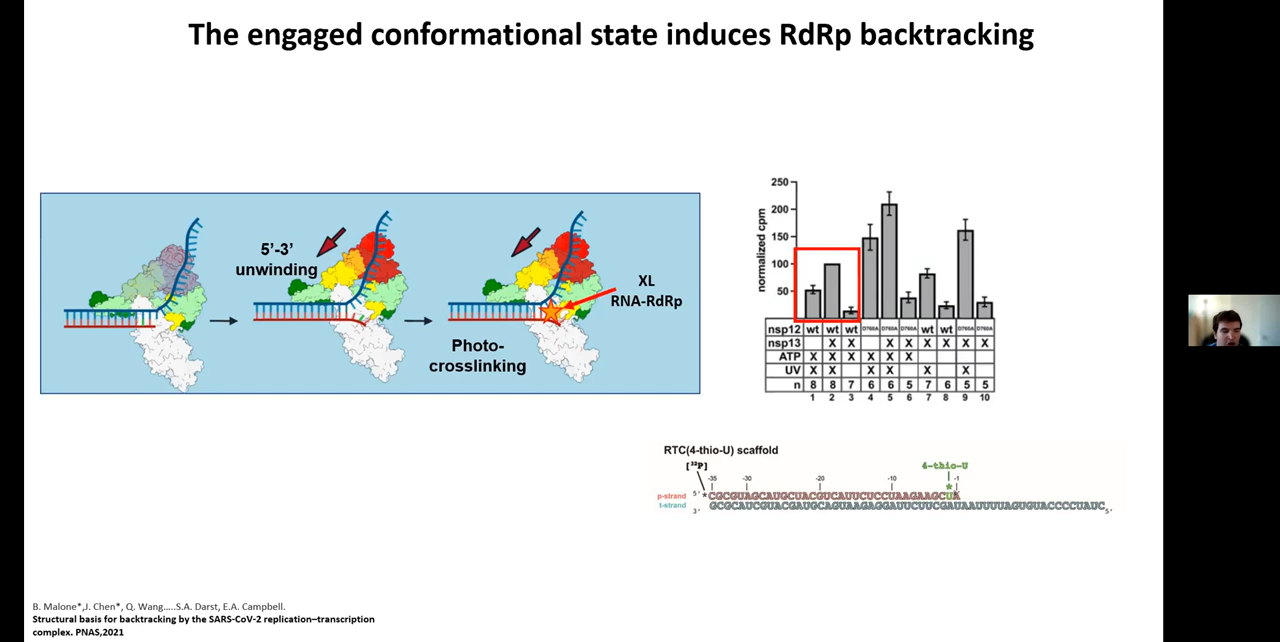 The engaged conformational state induces RdRp backtracking
5'-3'
unwinding
XL
RNA-RdRp
Photo-
crosslinking
250
200
150
100
50
normalized cpm
nsp12 wt wt wt D760A D760A D760A wt wt D760A D760A
nsp13 X X X X X X X X
ATP X X X X X X
UV X X X X X X
n 8 8 7 6 6 5 7 6 5 5
1 2 3 4 5 6 7 8 9 10
RTC(4-thio-U) scaffold
[³²P]
4-thio-U
-35 -30 -20 -10 -1
p-strand 5' *CGCGUAGCAUGCUACGUCAUUCUCCUAAGAAGCUA
t-strand 3' GCGCAUCGUACGAUGCAGUAAGAGGAUUCUUCGAUAAUUUUAGUGUACCCCUAUC 5'
B. Malone*,J. Chen*, Q. Wang…..S.A. Darst, E.A. Campbell.
Structural basis for backtracking by the SARS-CoV-2 replication–transcription
complex. PNAS,2021